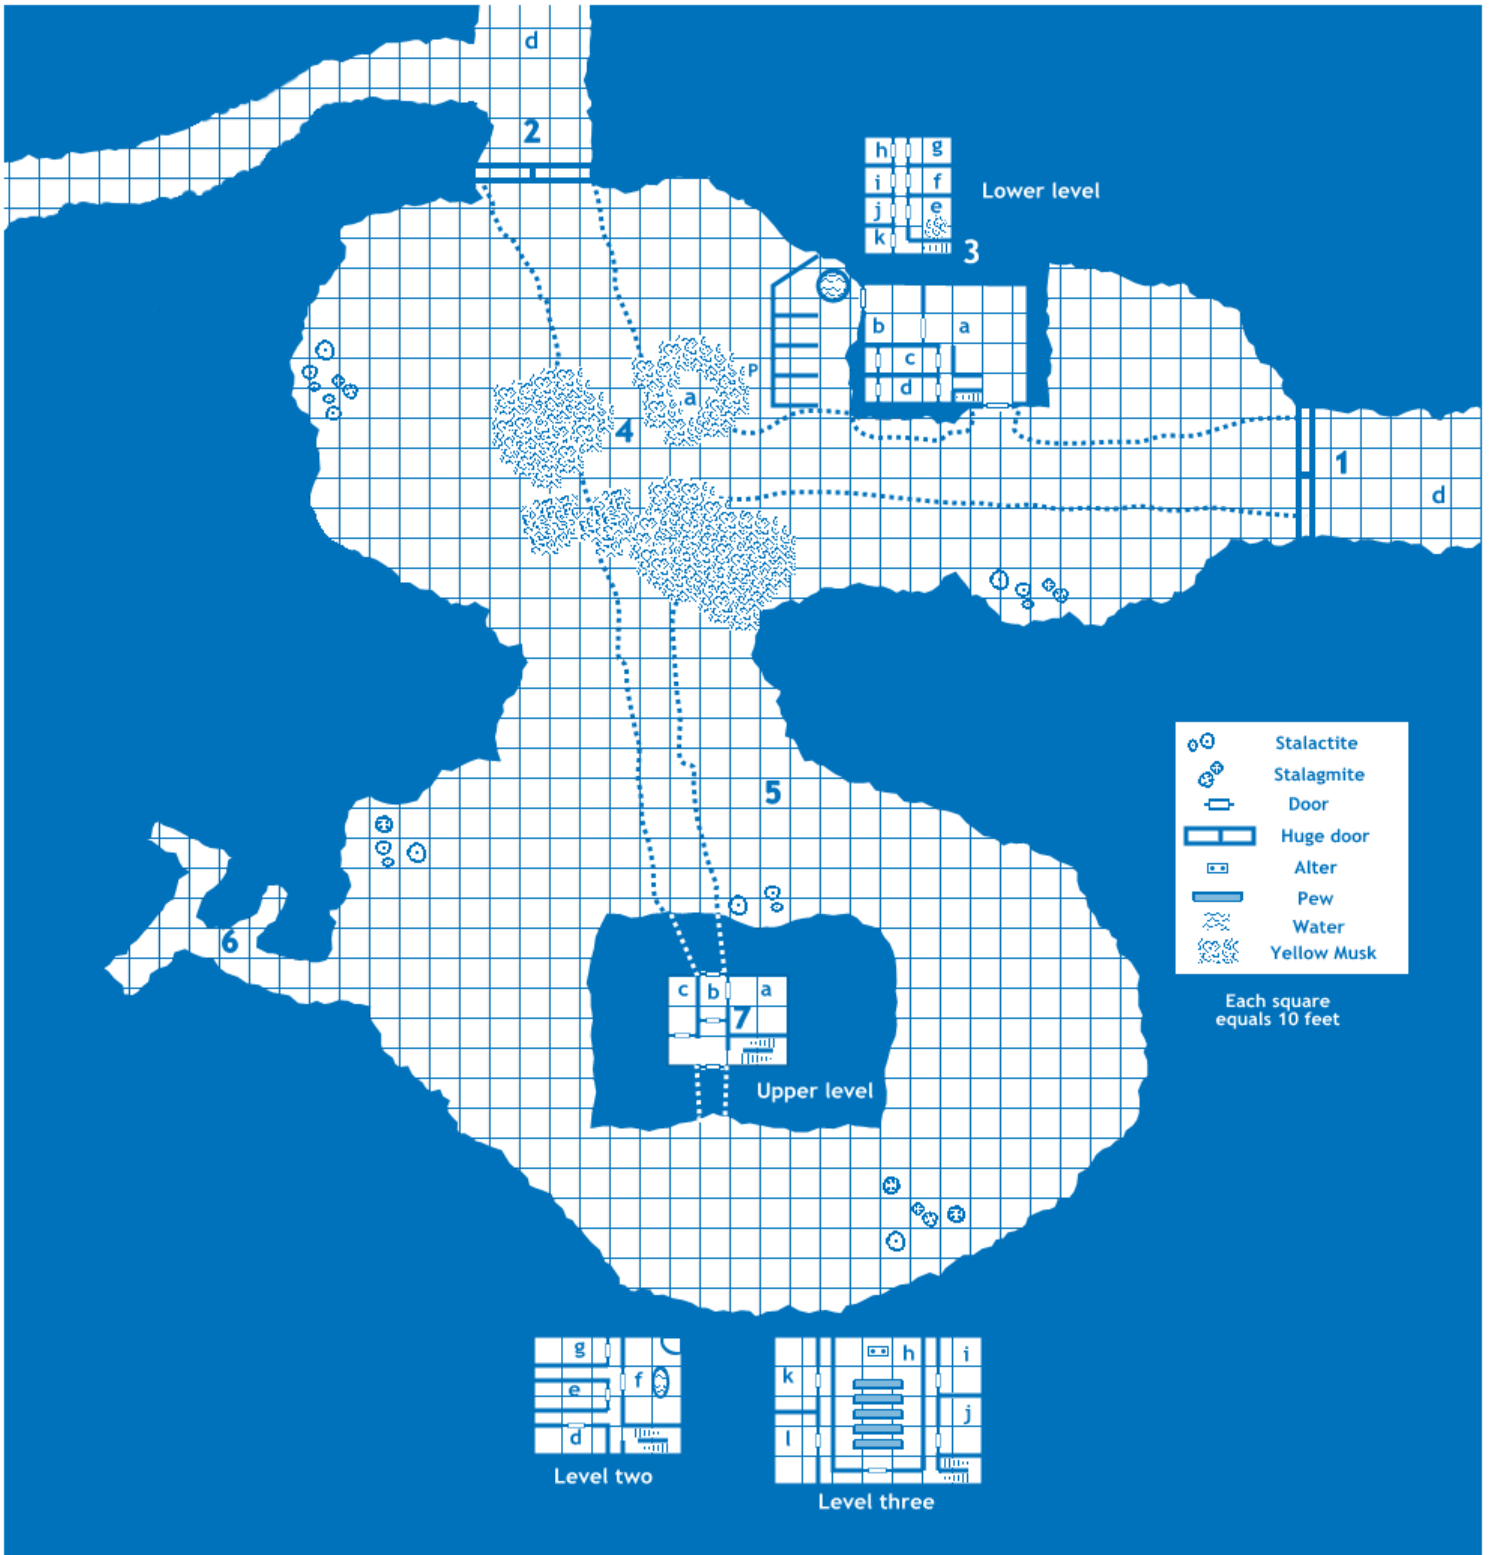 d
2
h g
i f
j e
k
Lower level
3
b a
c
d
P
a
4
1
d
5
6
c b a
7
Upper level
Stalactite
Stalagmite
Door
Huge door
Alter
Pew
Water
Yellow Musk
Each square
equals 10 feet
g
e f
d
Level two
h i
k
j
l
Level three